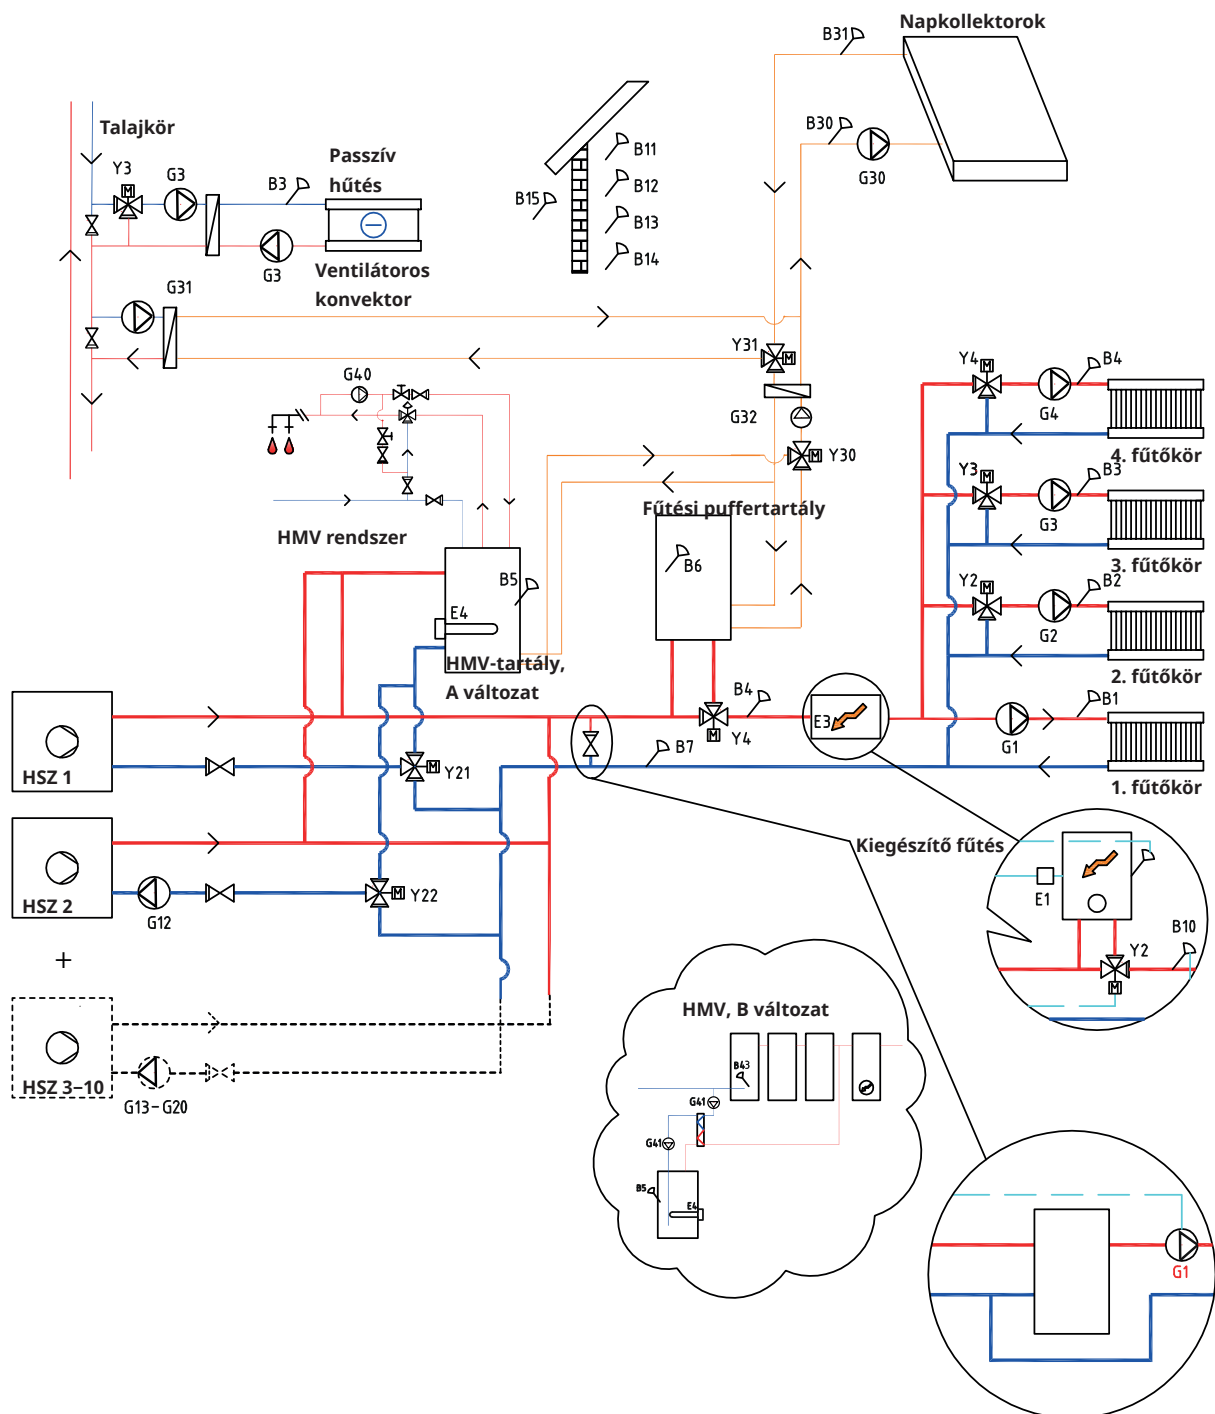 Napkollektorok
B31
B30
G30
Talajkör
Y3
G3
B3
Passzív
hűtés
G3
Ventilátoros
konvektor
B11
B12
B15
B13
B14
G31
Y31
G40
G32
Y30
Y4
B4
G4
4. fűtőkör
Y3
B3
G3
3. fűtőkör
Y2
B2
G2
2. fűtőkör
B1
G1
1. fűtőkör
HMV rendszer
Fűtési puffertartály
B6
B5
E4
HMV-tartály,
A változat
B4
Y4
E3
B7
HSZ 1
Y21
HSZ 2
G12
Y22
+
HSZ 3–10
G13–G20
Kiegészítő fűtés
E1
Y2
B10
HMV, B változat
B43
G41
G41
B5
E4
G1